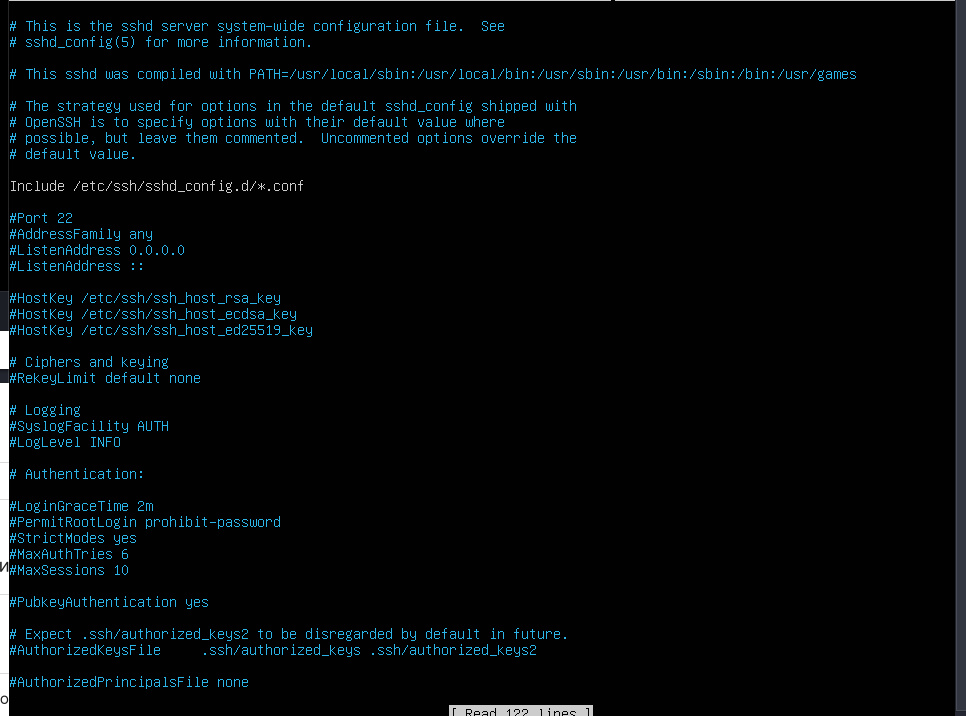 # This is the sshd server system-wide configuration file.  See
# sshd_config(5) for more information.
# This sshd was compiled with PATH=/usr/local/sbin:/usr/local/bin:/usr/sbin:/usr/bin:/sbin:/bin:/usr/games
# The strategy used for options in the default sshd_config shipped with
# OpenSSH is to specify options with their default value where
# possible, but leave them commented.  Uncommented options override the
# default value.
Include /etc/ssh/sshd_config.d/*.conf
#Port 22
#AddressFamily any
#ListenAddress 0.0.0.0
#ListenAddress ::
#HostKey /etc/ssh/ssh_host_rsa_key
#HostKey /etc/ssh/ssh_host_ecdsa_key
#HostKey /etc/ssh/ssh_host_ed25519_key
# Ciphers and keying
#RekeyLimit default none
# Logging
#SyslogFacility AUTH
#LogLevel INFO
# Authentication:
#LoginGraceTime 2m
#PermitRootLogin prohibit-password
#StrictModes yes
#MaxAuthTries 6
#MaxSessions 10
#PubkeyAuthentication yes
# Expect .ssh/authorized_keys2 to be disregarded by default in future.
#AuthorizedKeysFile     .ssh/authorized_keys .ssh/authorized_keys2
#AuthorizedPrincipalsFile none
[ Read 122 lines ]